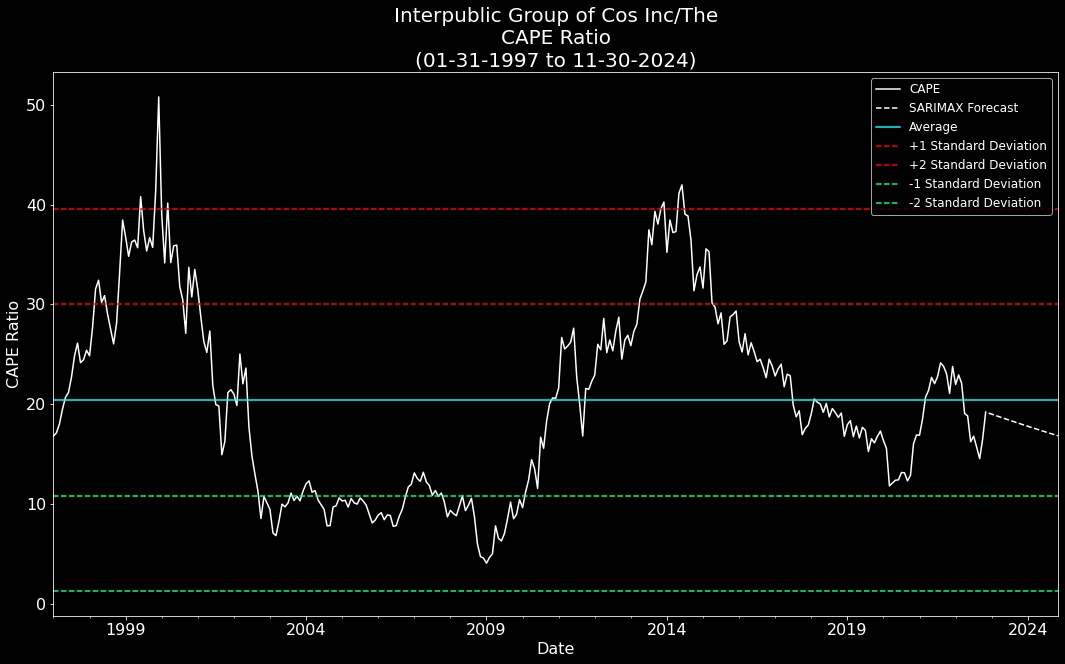 Interpublic Group of Cos Inc/The
CAPE Ratio
(01-31-1997 to 11-30-2024)
CAPE
SARIMAX Forecast
Average
+1 Standard Deviation
+2 Standard Deviation
-1 Standard Deviation
-2 Standard Deviation
CAPE Ratio
50
40
30
20
10
0
1999
2004
2009
2014
2019
2024
Date